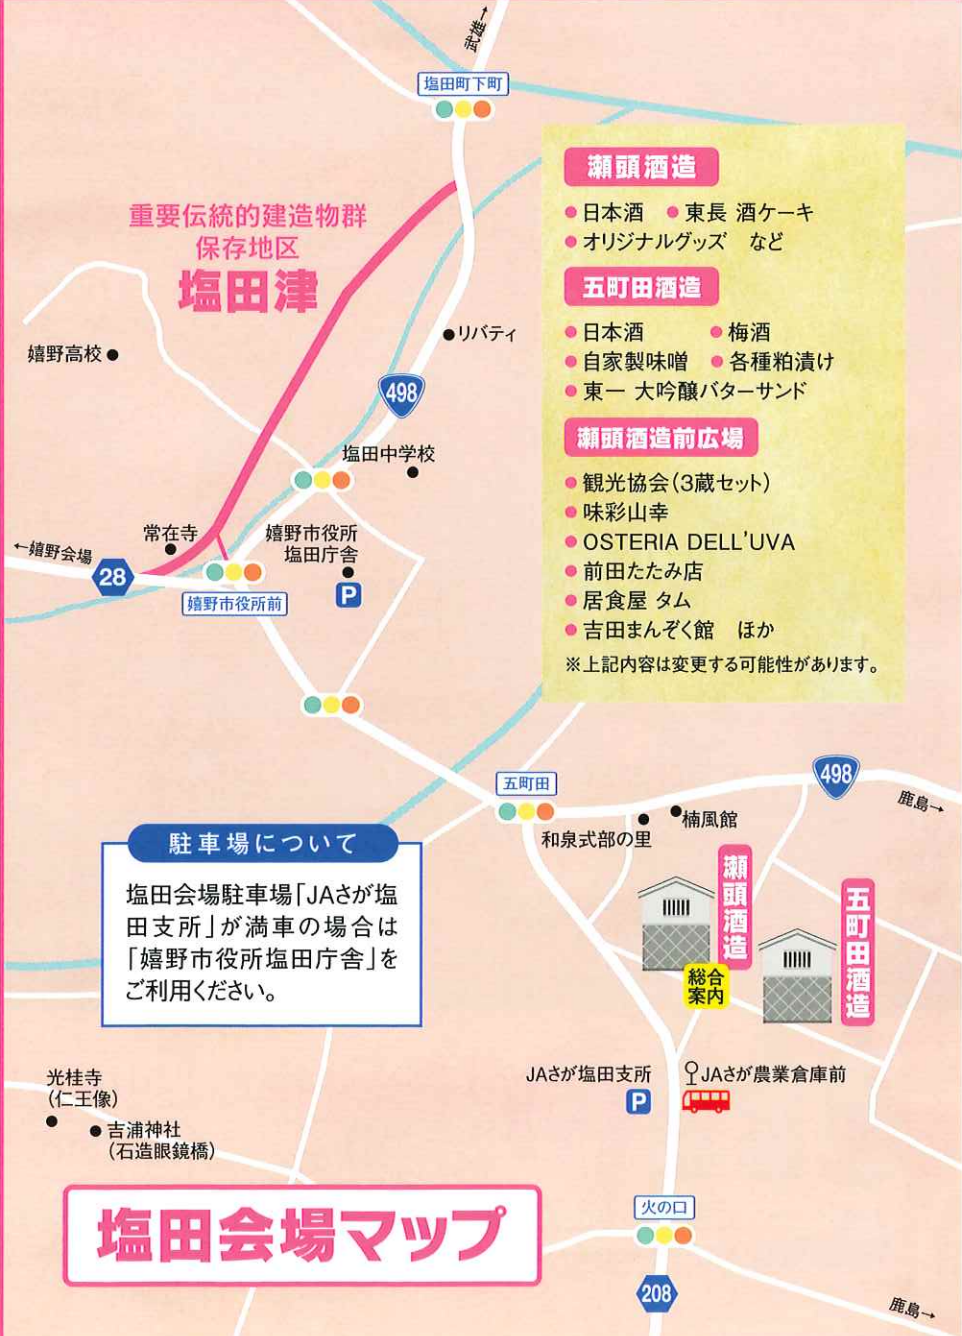 武雄→
塩田町下町
重要伝統的建造物群
保存地区
塩田津
嬉野高校
リバティ
498
塩田中学校
常在寺
嬉野市役所
塩田庁舎
P
←嬉野会場
28
嬉野市役所前
瀬頭酒造
●日本酒 ●東長 酒ケーキ
●オリジナルグッズ など
五町田酒造
●日本酒 ●梅酒
●自家製味噌 ●各種粕漬け
●東一 大吟醸バターサンド
瀬頭酒造前広場
●観光協会(3蔵セット)
●味彩山幸
●OSTERIA DELL'UVA
●前田たたみ店
●居食屋 タム
●吉田まんぞく館 ほか
※上記内容は変更する可能性があります。
五町田
498
鹿島→
和泉式部の里
楠風館
瀬頭酒造
五町田酒造
総合
案内
駐車場について
塩田会場駐車場「JAさが塩
田支所」が満車の場合は
「嬉野市役所塩田庁舎」を
ご利用ください。
JAさが塩田支所
P
JAさが農業倉庫前
光桂寺
(仁王像)
吉浦神社
(石造眼鏡橋)
塩田会場マップ
火の口
208
鹿島→